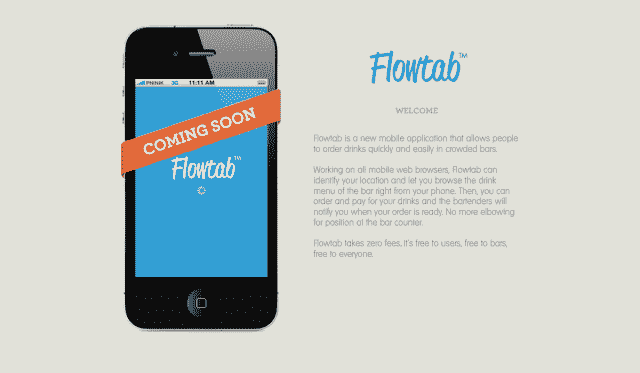 3G
11:11 AM
COMING SOON
Flowtab™
Flowtab™
WELCOME
Flowtab is a new mobile application that allows people
to order drinks quickly and easily in crowded bars.
Working on all mobile web browsers, Flowtab can
identify your location and let you browse the drink
menu of the bar right from your phone. Then, you can
order and pay for your drinks and the bartenders will
notify you when your order is ready. No more elbowing
for position at the bar counter.
Flowtab takes zero fees. It's free to users, free to bars,
free to everyone.